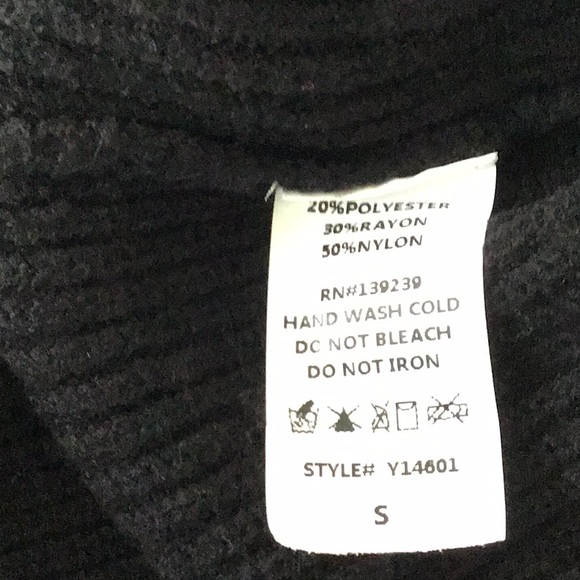 20%POLYESTER
30%RAYON
50%NYLON
RN#139239
HAND WASH COLD
DO NOT BLEACH
DO NOT IRON
STYLE# Y14601
S